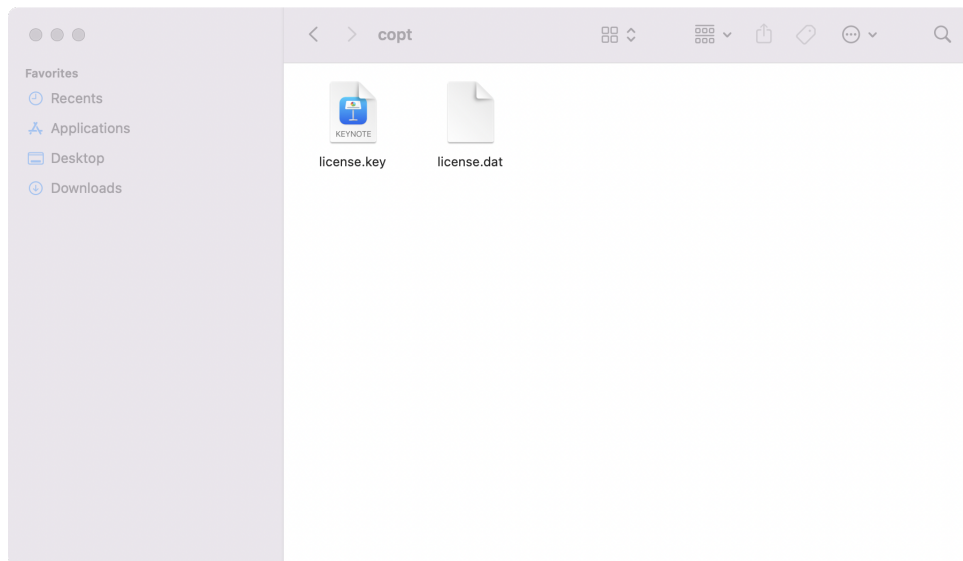 copt
Favorites
Recents
Applications
Desktop
Downloads
KEYNOTE
license.key
license.dat